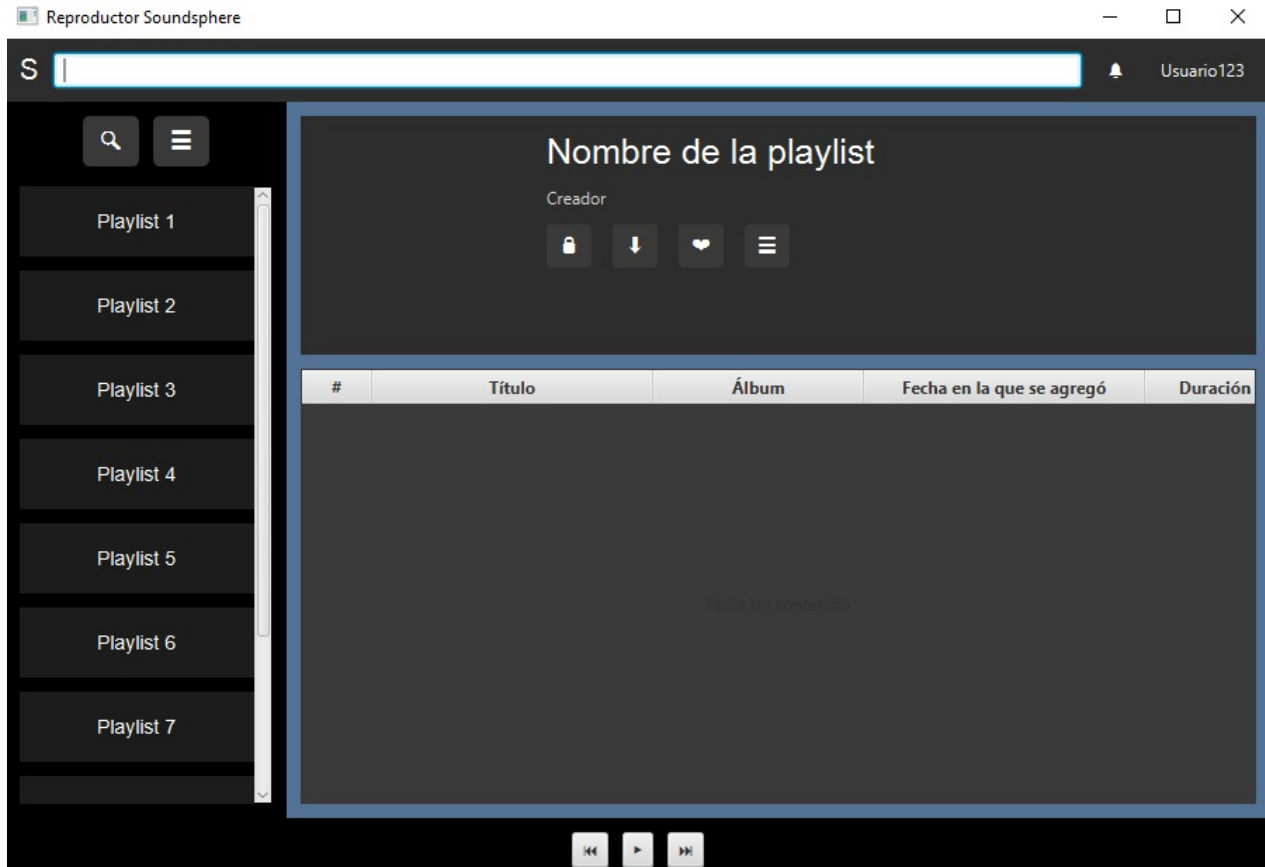 Reproductor Soundsphere
S
Usuario123
Nombre de la playlist
Creador
Playlist 1
Playlist 2
Playlist 3
Playlist 4
Playlist 5
Playlist 6
Playlist 7
# Título Álbum Fecha en la que se agregó Duración
Tabla sin contenido